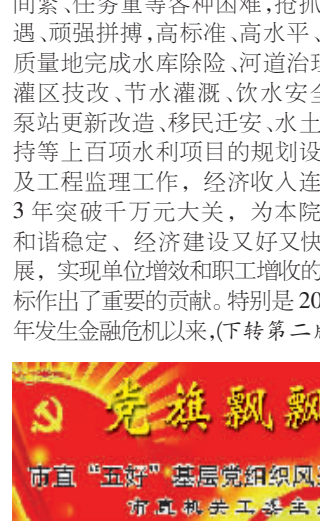 间紧、任务重等各种困难,抢抓
遇、顽强拼搏,高标准、高水平、
质量地完成水库除险、河道治理
灌区技改、节水灌溉、饮水安全
泵站更新改造、移民迁安、水土
持等上百项水利项目的规划设
及工程监理工作，经济收入连
3 年突破千万元大关，为本院
和谐稳定、经济建设又好又快
展，实现单位增效和职工增收的
标作出了重要的贡献。特别是 20
年发生金融危机以来,(下转第二版
党旗飘飘
市直“五好”基层党组织风采
市直机关工委主办